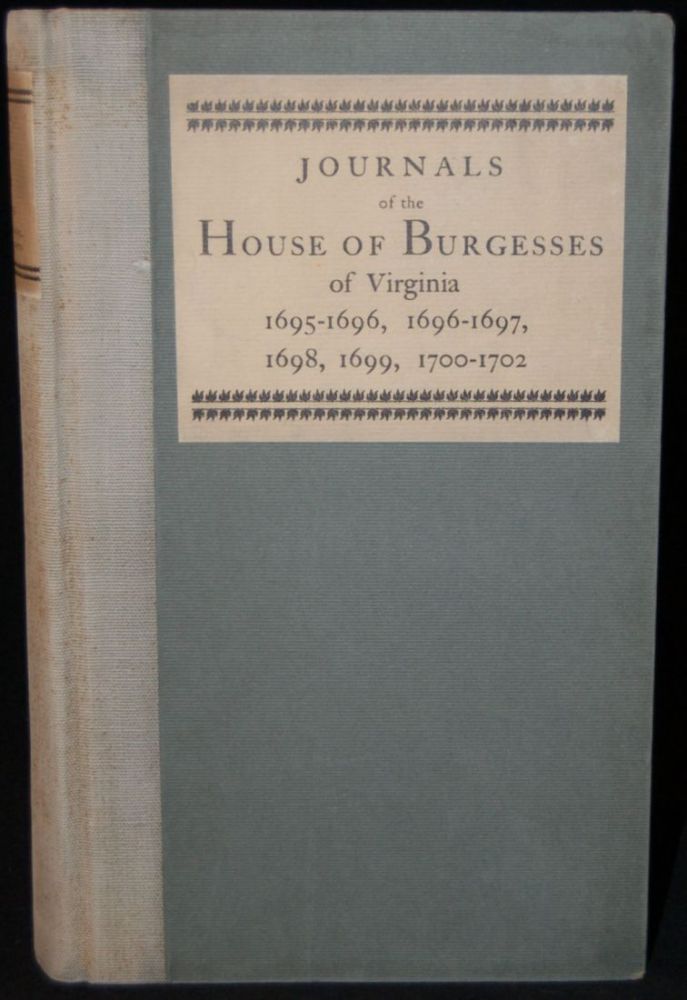 JOURNALS
of the
HOUSE OF BURGESSES
of Virginia
1695-1696, 1696-1697,
1698, 1699, 1700-1702